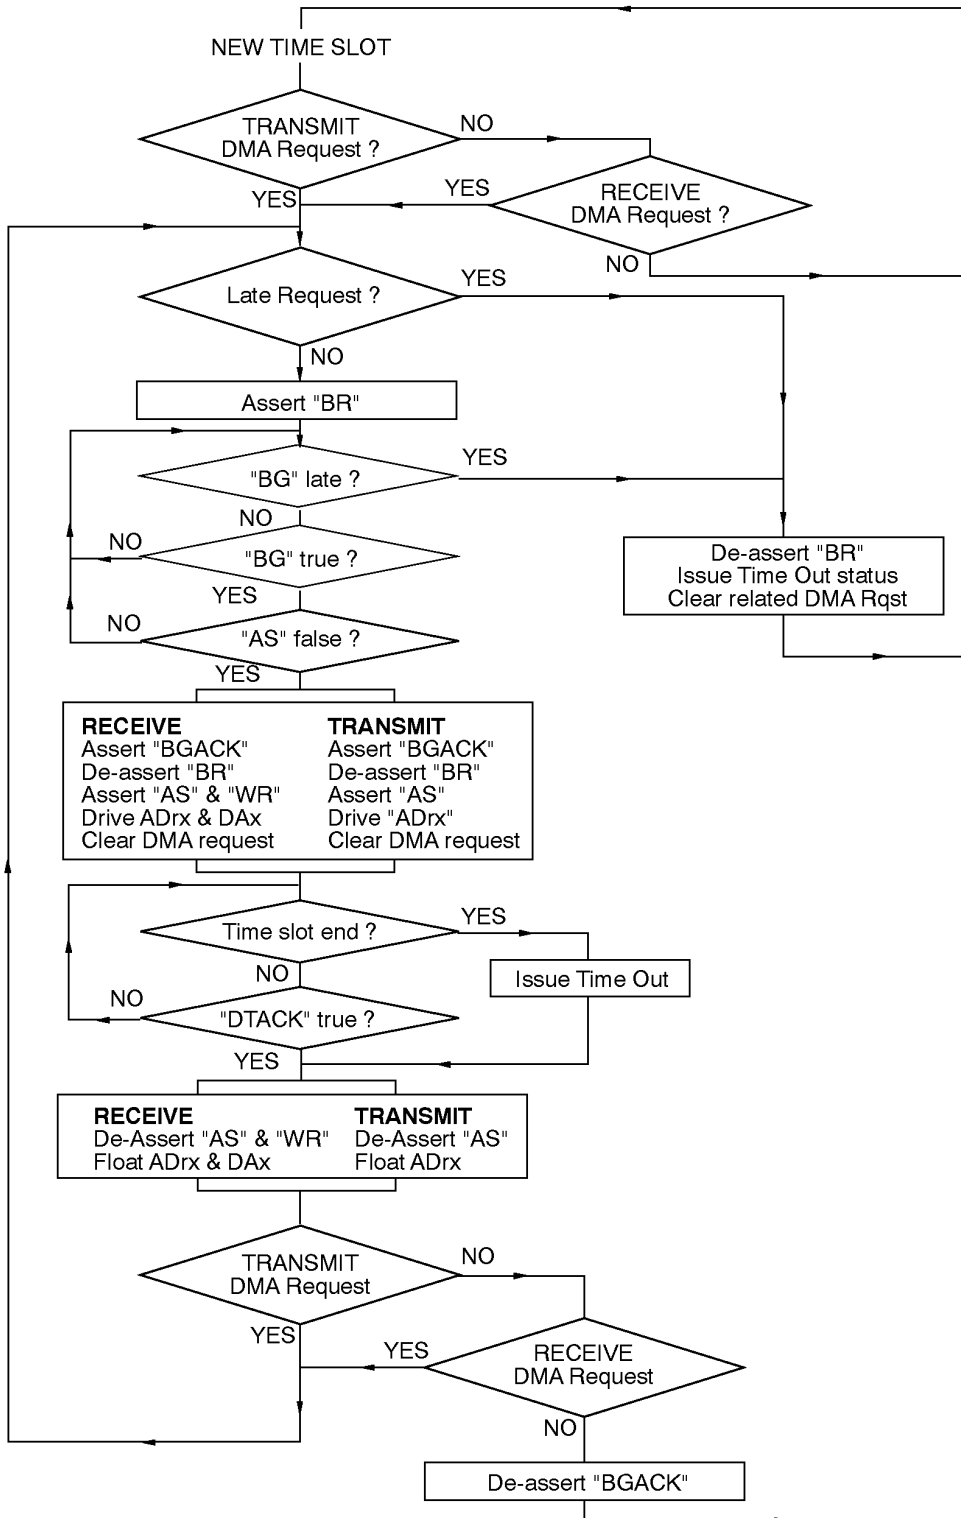 NEW TIME SLOT
TRANSMIT
DMA Request ?
NO
YES
YES
RECEIVE
DMA Request ?
NO
Late Request ?
YES
NO
Assert "BR"
"BG" late ?
YES
NO
"BG" true ?
NO
YES
De-assert "BR"
Issue Time Out status
Clear related DMA Rqst
"AS" false ?
NO
YES
RECEIVE
Assert "BGACK"
De-assert "BR"
Assert "AS" & "WR"
Drive ADrx & DAx
Clear DMA request
TRANSMIT
Assert "BGACK"
De-assert "BR"
Assert "AS"
Drive "ADrx"
Clear DMA request
Time slot end ?
YES
NO
Issue Time Out
"DTACK" true ?
NO
YES
RECEIVE
De-Assert "AS" & "WR"
Float ADrx & DAx
TRANSMIT
De-Assert "AS"
Float ADrx
TRANSMIT
DMA Request
NO
YES
YES
RECEIVE
DMA Request
NO
De-assert "BGACK"